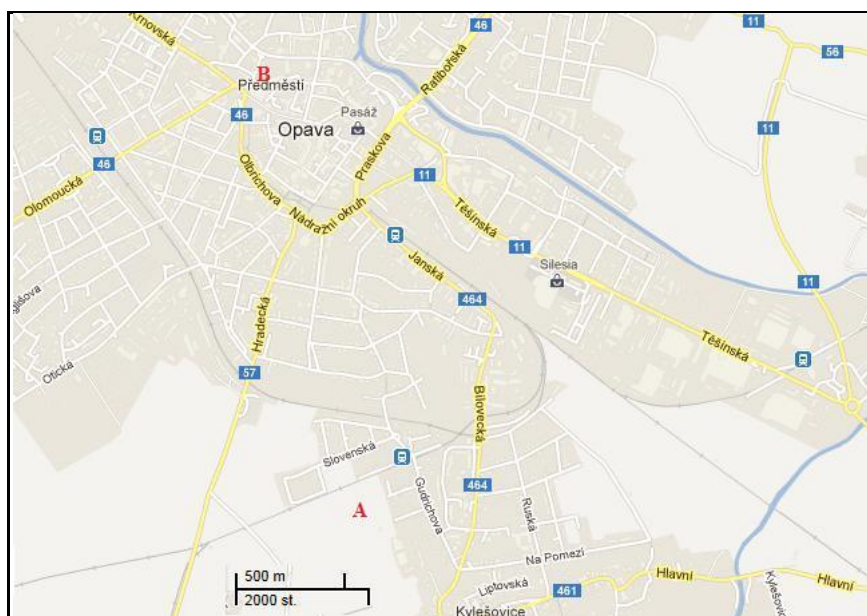 Krnovská
46
11
56
B
Předměstí
Ratibořská
46
Pasáž
Opava
11
Praskova
46
Olomoucká
Olbrichova
11
Nádražní okruh
Těšínská
11
Janská
Silesia
11
464
Hradecká
Těšínská
Otická
57
Bílovecká
Slovenská
464
Gudrichova
Ruská
A
Na Pomezí
500 m
2000 st.
Liptovská
461
Hlavní
Hlavní
Kylešovice
Kylešovic